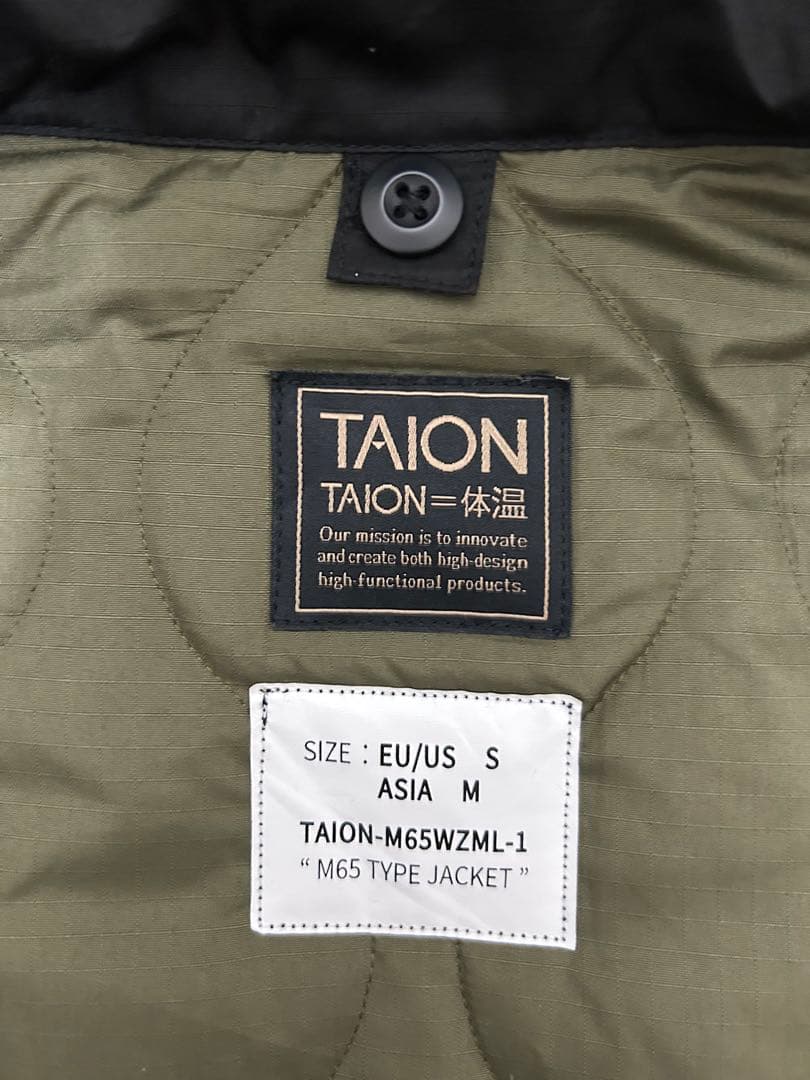 TAION
TAION=体温
Our mission is to innovate
and create both high-design
high-functional products.
SIZE : EU/US S
ASIA M
TAION-M65WZML-1
“ M65 TYPE JACKET ”